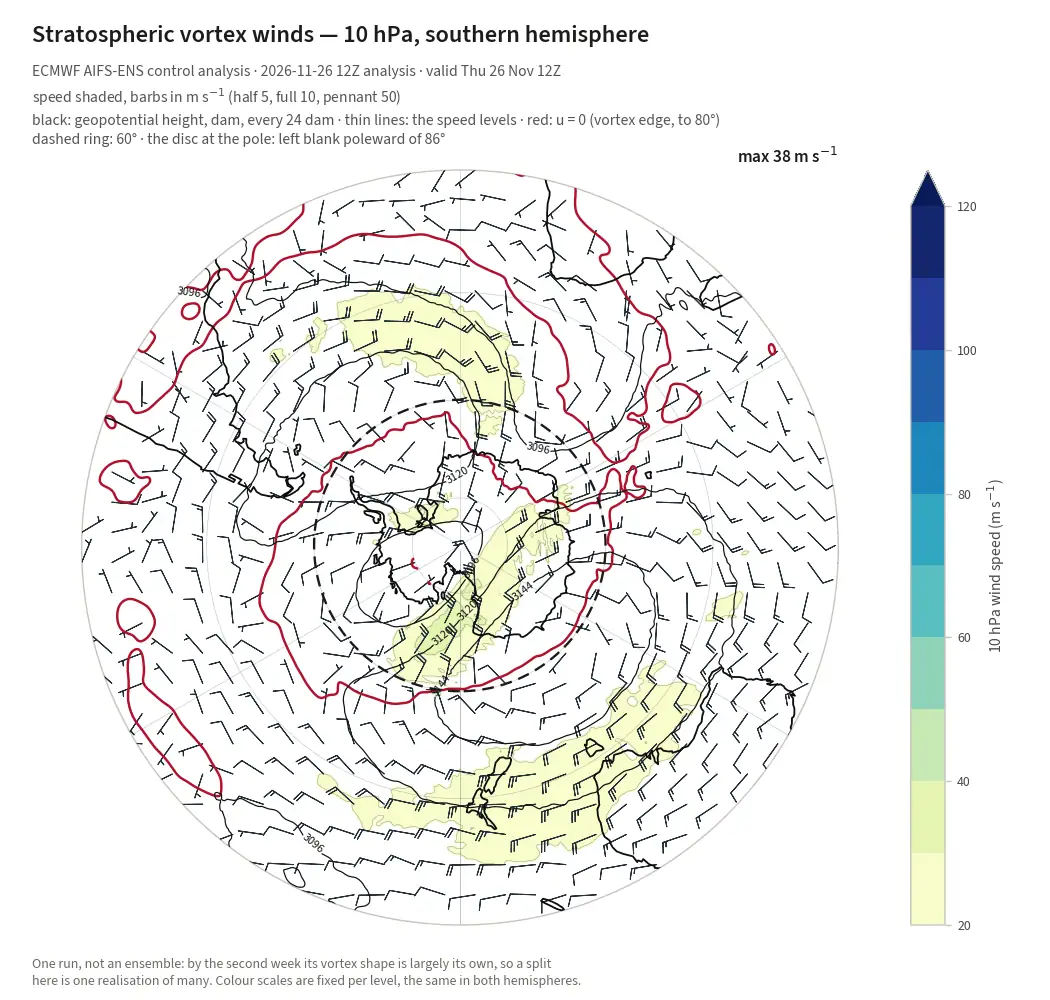 Stratospheric vortex winds — 10 hPa, southern hemisphere
ECMWF AIFS-ENS control analysis · 2026-11-26 12Z analysis · valid Thu 26 Nov 12Z
speed shaded, barbs in m s⁻¹ (half 5, full 10, pennant 50)
black: geopotential height, dam, every 24 dam · thin lines: the speed levels · red: u = 0 (vortex edge, to 80°)
dashed ring: 60° · the disc at the pole: left blank poleward of 86°
max 38 m s⁻¹
120
100
80
60
40
20
10 hPa wind speed (m s⁻¹)
3096
3096
3120
3144
3120
3120
3096
One run, not an ensemble: by the second week its vortex shape is largely its own, so a split
here is one realisation of many. Colour scales are fixed per level, the same in both hemispheres.